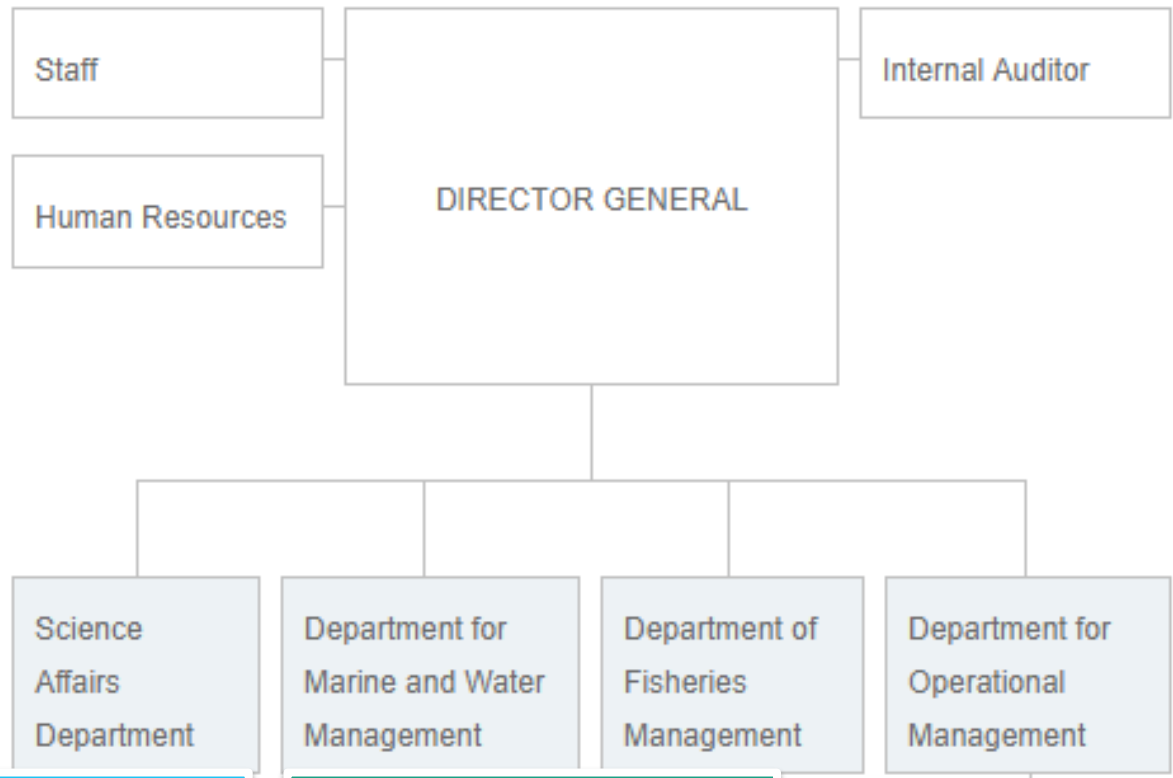 Staff
DIRECTOR GENERAL
Internal Auditor
Human Resources
Science
Affairs
Department
Department for
Marine and Water
Management
Department of
Fisheries
Management
Department for
Operational
Management